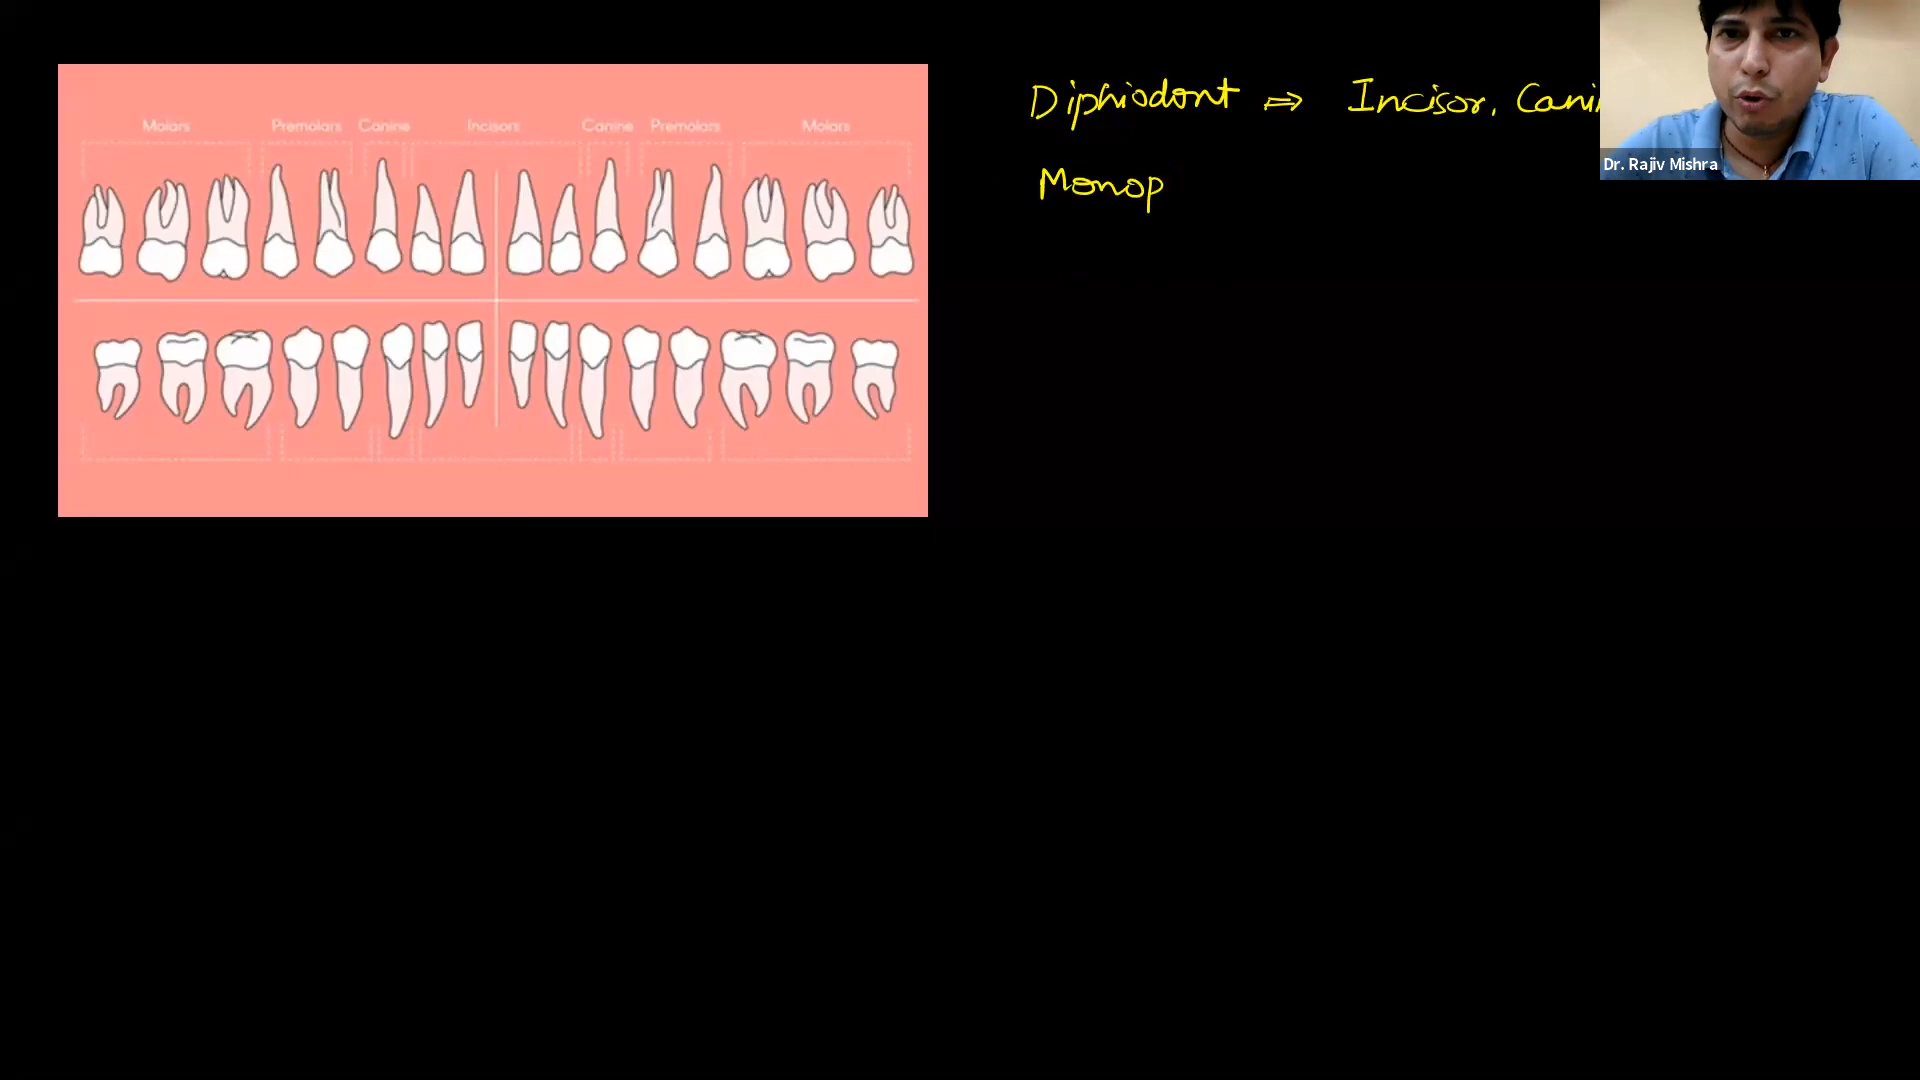 Molars Premolars Canine Incisors Canine Premolars Molars
Diphiodont ⇒ Incisor, Cani
Monop
Dr. Rajiv Mishra